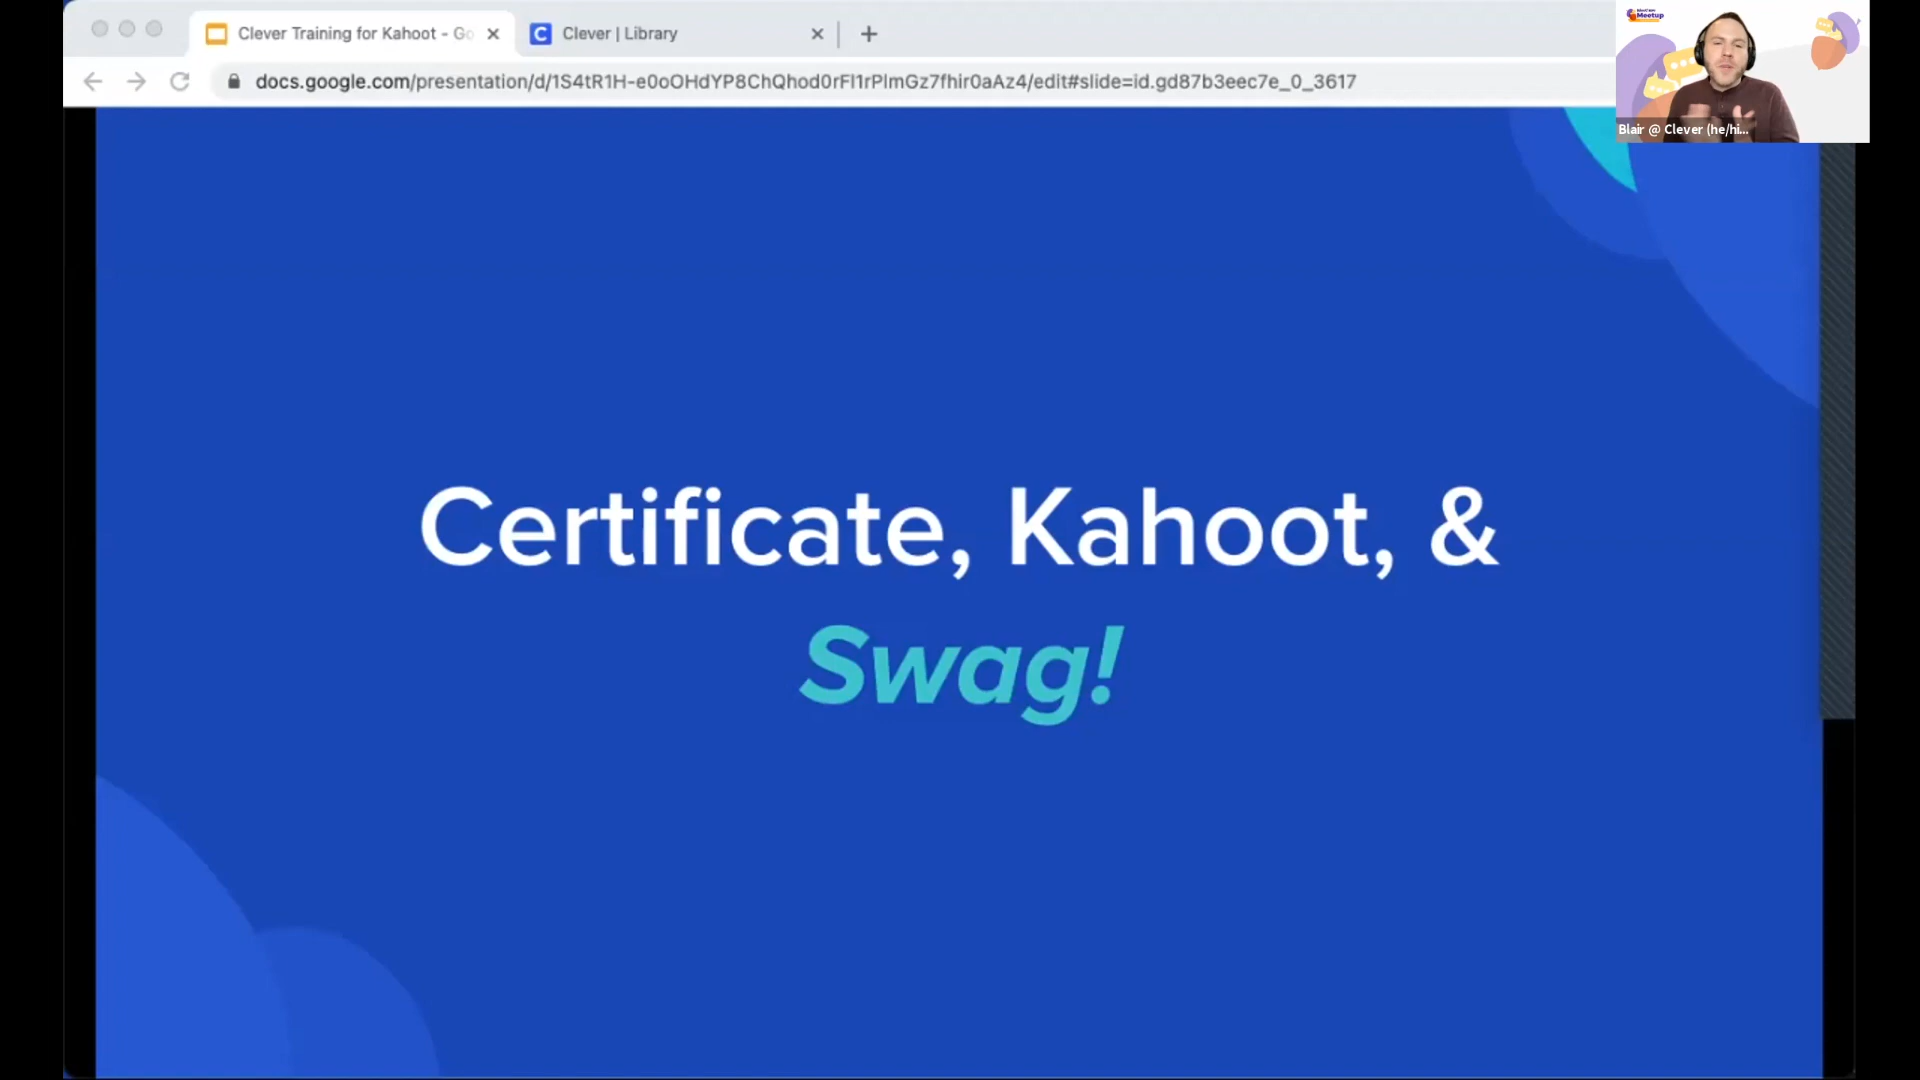 Clever Training for Kahoot - Go
Clever | Library
docs.google.com/presentation/d/1S4tR1H-e0oOHdYP8ChQhod0rFl1rPlmGz7fhir0aAz4/edit#slide=id.gd87b3eec7e_0_3617
Meetup
Blair @ Clever (he/hi...
Certificate, Kahoot, &
Swag!